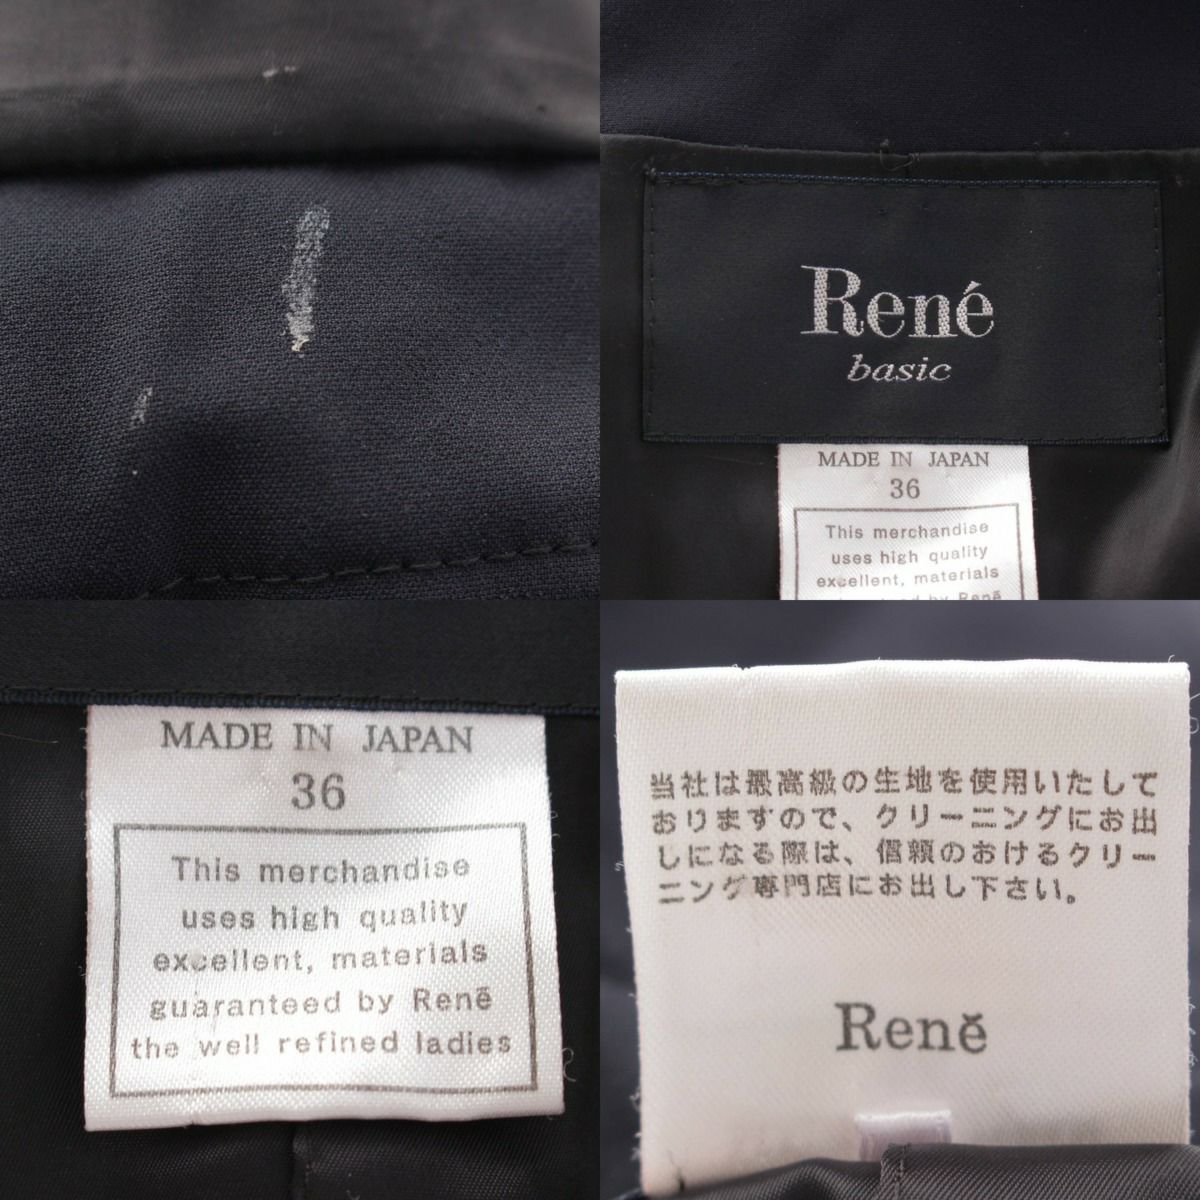 René
basic
MADE IN JAPAN
36
This merchandise
uses high quality
excellent, materials
guaranteed by Renē
MADE IN JAPAN
36
This merchandise
uses high quality
excellent, materials
guaranteed by Renē
the well refined ladies
当社は最高級の生地を使用いたして
おりますので、クリーニングにお出
しになる際は、信頼のおけるクリー
ニング専門店にお出し下さい。
Renĕ